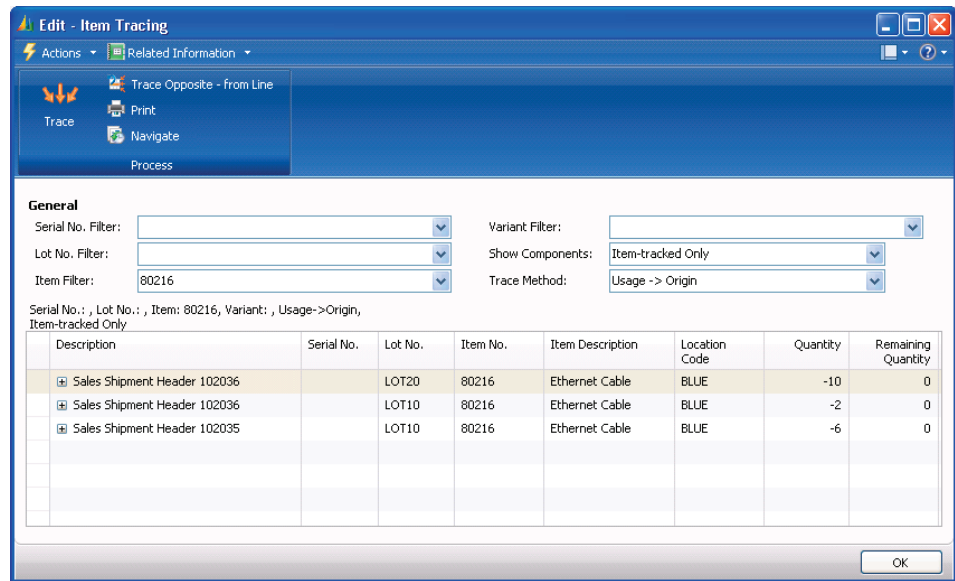 Edit - Item Tracing
Actions Related Information
Trace Opposite - from Line
Print
Trace
Navigate
Process
General
Serial No. Filter: Variant Filter:
Lot No. Filter: Show Components: Item-tracked Only
Item Filter: 80216 Trace Method: Usage -> Origin
Serial No.: , Lot No.: , Item: 80216, Variant: , Usage->Origin,
Item-tracked Only
Description Serial No. Lot No. Item No. Item Description Location Code Quantity Remaining Quantity
Sales Shipment Header 102036 LOT20 80216 Ethernet Cable BLUE -10 0
Sales Shipment Header 102036 LOT10 80216 Ethernet Cable BLUE -2 0
Sales Shipment Header 102035 LOT10 80216 Ethernet Cable BLUE -6 0
OK